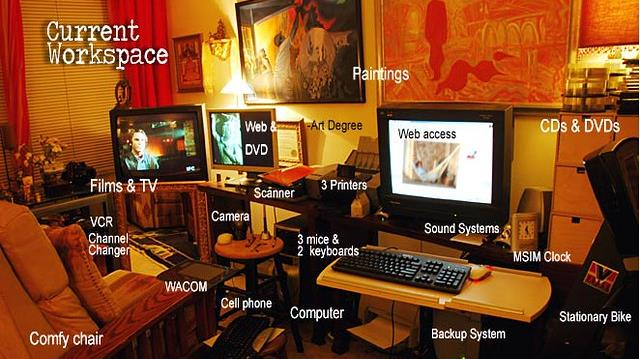 Current
Workspace
Paintings
Web &
DVD
-Art Degree
Web access
CDs & DVDs
Films & TV
Scanner
3 Printers
VCR
Channel
Changer
Camera
3 mice &
2 keyboards
Sound Systems
MSIM Clock
WACOM
Cell phone
Computer
Backup System
Stationary Bike
Comfy chair